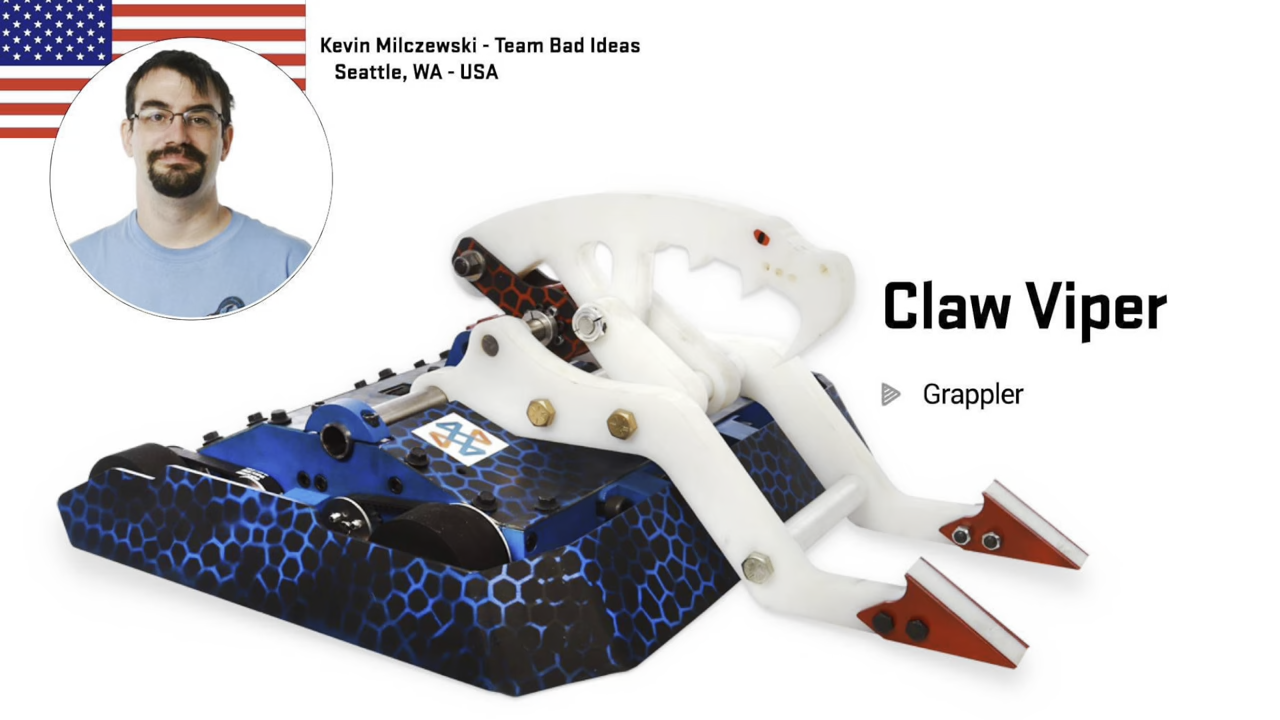 Kevin Milczewski - Team Bad Ideas
Seattle, WA - USA
Claw Viper
Grappler